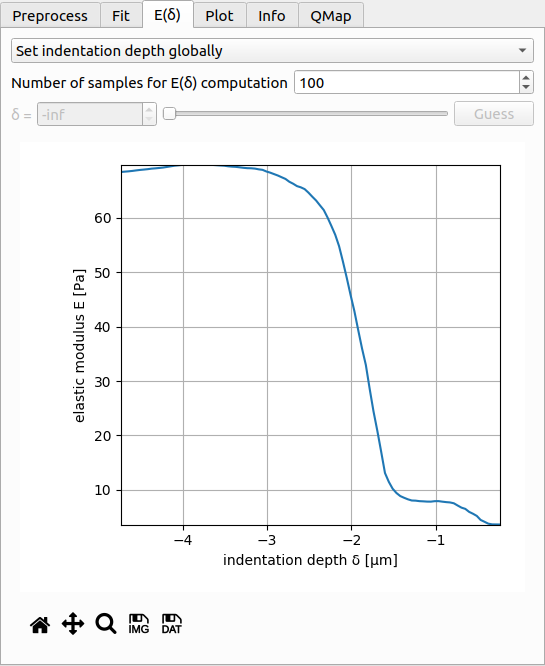 Preprocess Fit E(δ) Plot Info QMap
Set indentation depth globally
Number of samples for E(δ) computation 100
δ = -inf Guess
60
50
40
30
20
10
elastic modulus E [Pa]
−4 −3 −2 −1
indentation depth δ [µm]
IMG DAT